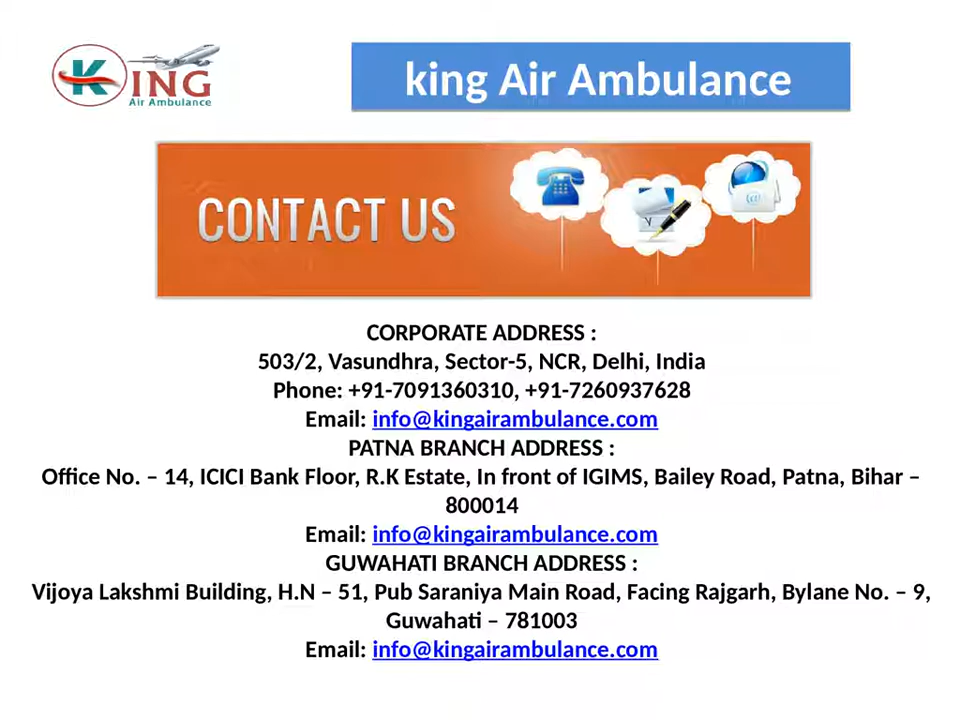 KING
Air Ambulance
king Air Ambulance
CONTACT US
CORPORATE ADDRESS :
503/2, Vasundhra, Sector-5, NCR, Delhi, India
Phone: +91-7091360310, +91-7260937628
Email: info@kingairambulance.com
PATNA BRANCH ADDRESS :
Office No. – 14, ICICI Bank Floor, R.K Estate, In front of IGIMS, Bailey Road, Patna, Bihar –
800014
Email: info@kingairambulance.com
GUWAHATI BRANCH ADDRESS :
Vijoya Lakshmi Building, H.N – 51, Pub Saraniya Main Road, Facing Rajgarh, Bylane No. – 9,
Guwahati – 781003
Email: info@kingairambulance.com